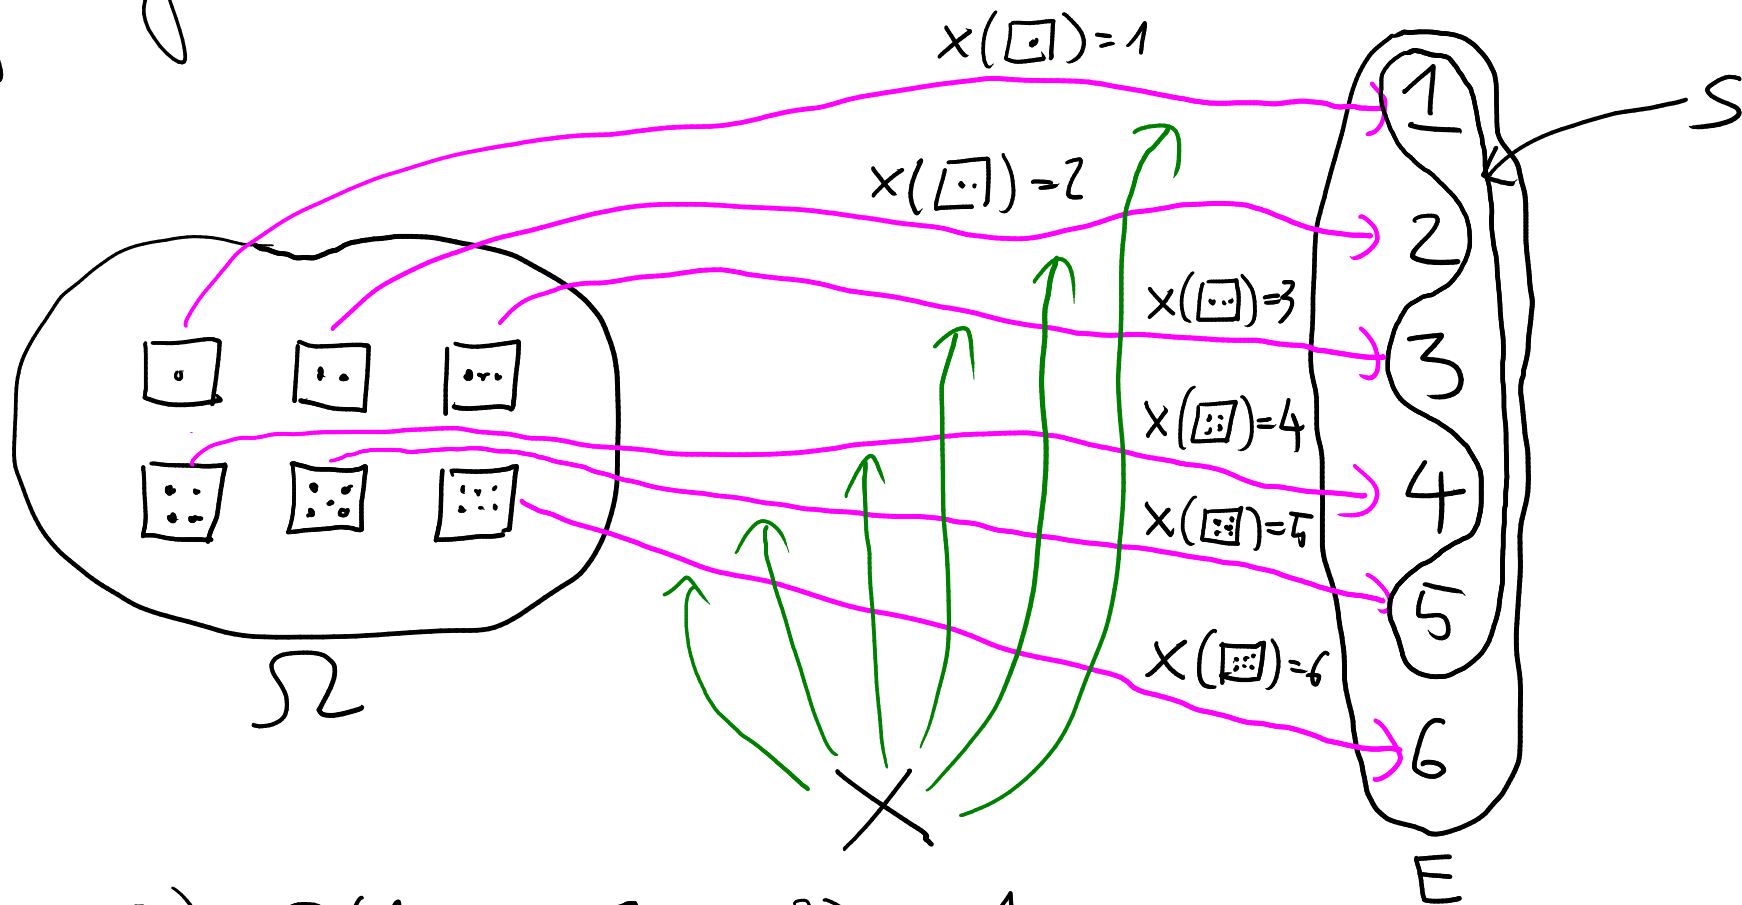 X(⚀)=1
1
S
X(⚁)=2
2
X(⚂)=3
3
X(⚃)=4
4
X(⚄)=5
5
X(⚅)=6
6
Ω
X
E